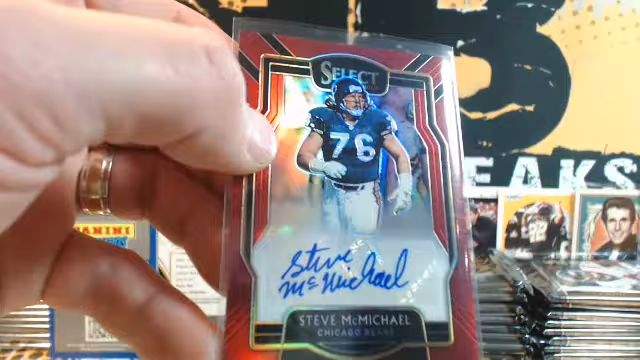 SELECT
76
Steve
McMichael
STEVE McMICHAEL
CHICAGO BEARS
PANINI
EAKS